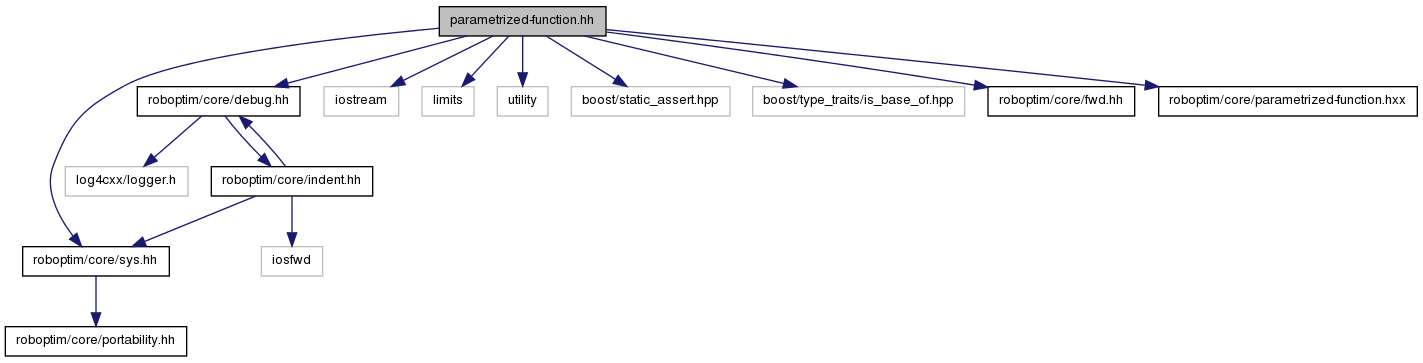 parametrized-function.hh
roboptim/core/debug.hh
iostream
limits
utility
boost/static_assert.hpp
boost/type_traits/is_base_of.hpp
roboptim/core/fwd.hh
roboptim/core/parametrized-function.hxx
log4cxx/logger.h
roboptim/core/indent.hh
roboptim/core/sys.hh
iosfwd
roboptim/core/portability.hh